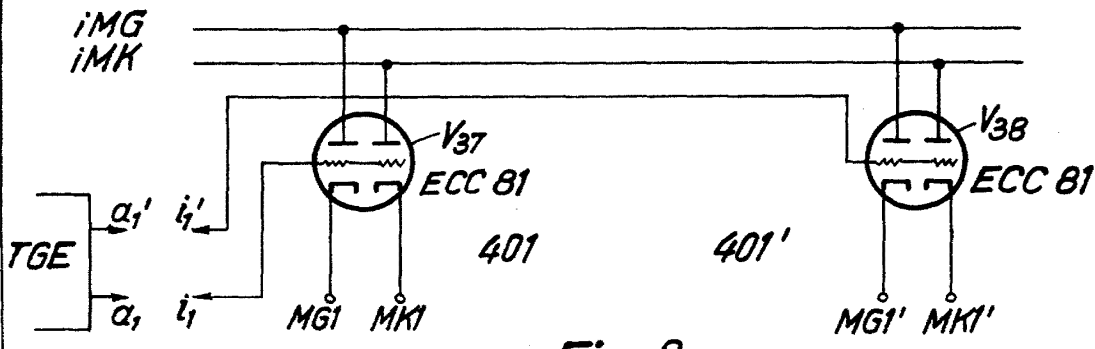 iMG
iMK
V37
ECC 81
V38
ECC 81
TGE
a1'
i1'
a1
i1
401
401'
MG1
MK1
MG1'
MK1'